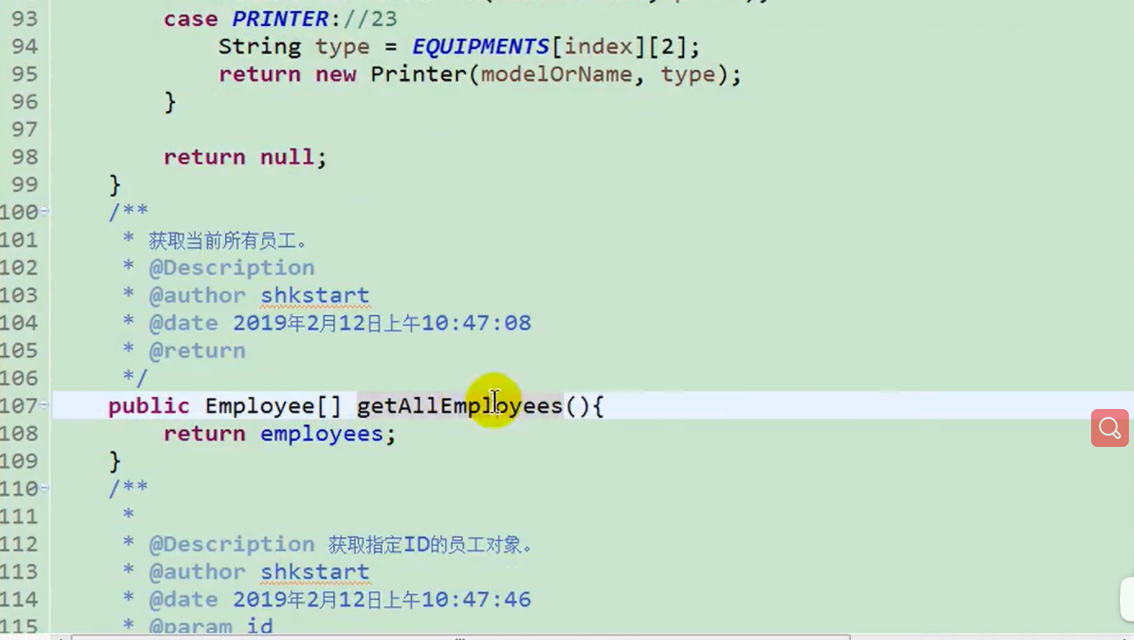 93 case PRINTER://23
94 String type = EQUIPMENTS[index][2];
95 return new Printer(modelOrName, type);
96 }
97
98 return null;
99 }
100 /**
101 * 获取当前所有员工。
102 * @Description
103 * @author shkstart
104 * @date 2019年2月12日上午10:47:08
105 * @return
106 */
107 public Employee[] getAllEmployees(){
108 return employees;
109 }
110 /**
111 *
112 * @Description 获取指定ID的员工对象。
113 * @author shkstart
114 * @date 2019年2月12日上午10:47:46
115 * @param id